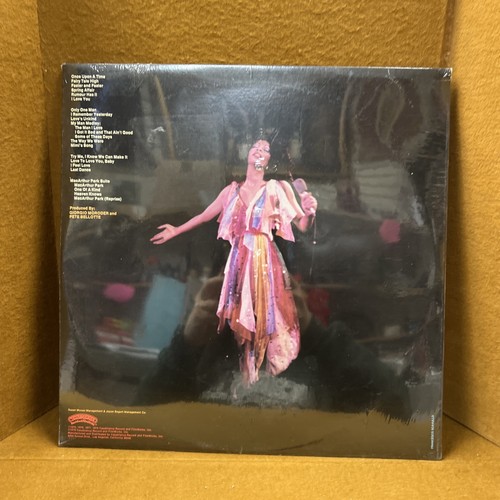 Once Upon A Time
Fairy Tale High
Faster and Faster
Spring Affair
Rumour Has It
I Love You
Only One Man
I Remember Yesterday
Love's Unkind
My Man Medley:
The Man I Love
I Got It Bad and That Ain't Good
Some of These Days
The Way We Were
Mimi's Song
Try Me, I Know We Can Make It
Love To Love You, Baby
I Feel Love
Last Dance
MacArthur Park Suite
MacArthur Park
One Of A Kind
Heaven Knows
MacArthur Park (Reprise)
Produced By:
GIORGIO MORODER and
PETE BELLOTTE